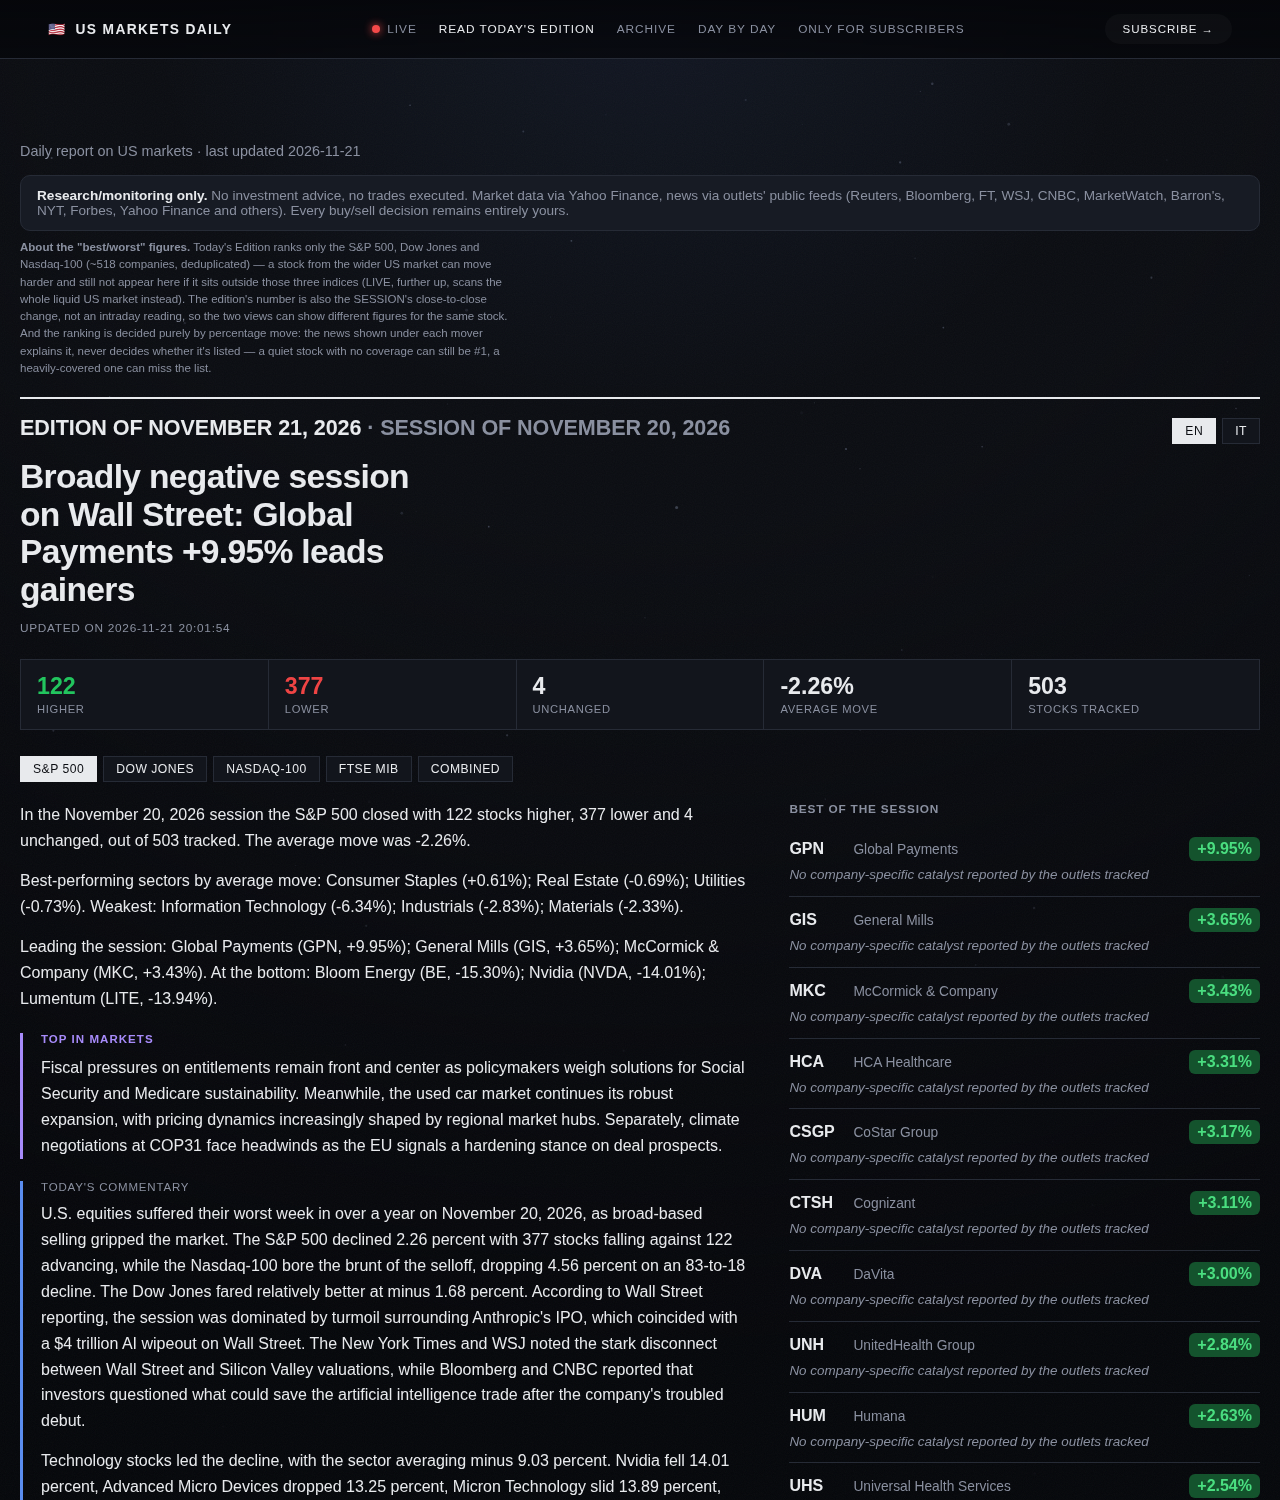 🇺🇸 US MARKETS DAILY
LIVE
READ TODAY'S EDITION
ARCHIVE
DAY BY DAY
ONLY FOR SUBSCRIBERS
SUBSCRIBE →
Daily report on US markets · last updated 2026-11-21
Research/monitoring only. No investment advice, no trades executed. Market data via Yahoo Finance, news via outlets' public feeds (Reuters, Bloomberg, FT, WSJ, CNBC, MarketWatch, Barron's,
NYT, Forbes, Yahoo Finance and others). Every buy/sell decision remains entirely yours.
About the "best/worst" figures. Today's Edition ranks only the S&P 500, Dow Jones and
Nasdaq-100 (~518 companies, deduplicated) — a stock from the wider US market can move
harder and still not appear here if it sits outside those three indices (LIVE, further up, scans the
whole liquid US market instead). The edition's number is also the SESSION's close-to-close
change, not an intraday reading, so the two views can show different figures for the same stock.
And the ranking is decided purely by percentage move: the news shown under each mover
explains it, never decides whether it's listed — a quiet stock with no coverage can still be #1, a
heavily-covered one can miss the list.
EDITION OF NOVEMBER 21, 2026 · SESSION OF NOVEMBER 20, 2026
EN
IT
Broadly negative session
on Wall Street: Global
Payments +9.95% leads
gainers
UPDATED ON 2026-11-21 20:01:54
122
HIGHER
377
LOWER
4
UNCHANGED
-2.26%
AVERAGE MOVE
503
STOCKS TRACKED
S&P 500
DOW JONES
NASDAQ-100
FTSE MIB
COMBINED
In the November 20, 2026 session the S&P 500 closed with 122 stocks higher, 377 lower and 4
unchanged, out of 503 tracked. The average move was -2.26%.
Best-performing sectors by average move: Consumer Staples (+0.61%); Real Estate (-0.69%); Utilities
(-0.73%). Weakest: Information Technology (-6.34%); Industrials (-2.83%); Materials (-2.33%).
Leading the session: Global Payments (GPN, +9.95%); General Mills (GIS, +3.65%); McCormick &
Company (MKC, +3.43%). At the bottom: Bloom Energy (BE, -15.30%); Nvidia (NVDA, -14.01%);
Lumentum (LITE, -13.94%).
TOP IN MARKETS
Fiscal pressures on entitlements remain front and center as policymakers weigh solutions for Social
Security and Medicare sustainability. Meanwhile, the used car market continues its robust
expansion, with pricing dynamics increasingly shaped by regional market hubs. Separately, climate
negotiations at COP31 face headwinds as the EU signals a hardening stance on deal prospects.
TODAY'S COMMENTARY
U.S. equities suffered their worst week in over a year on November 20, 2026, as broad-based
selling gripped the market. The S&P 500 declined 2.26 percent with 377 stocks falling against 122
advancing, while the Nasdaq-100 bore the brunt of the selloff, dropping 4.56 percent on an 83-to-18
decline. The Dow Jones fared relatively better at minus 1.68 percent. According to Wall Street
reporting, the session was dominated by turmoil surrounding Anthropic's IPO, which coincided with
a $4 trillion AI wipeout on Wall Street. The New York Times and WSJ noted the stark disconnect
between Wall Street and Silicon Valley valuations, while Bloomberg and CNBC reported that
investors questioned what could save the artificial intelligence trade after the company's troubled
debut.
Technology stocks led the decline, with the sector averaging minus 9.03 percent. Nvidia fell 14.01
percent, Advanced Micro Devices dropped 13.25 percent, Micron Technology slid 13.89 percent,
BEST OF THE SESSION
GPN Global Payments +9.95%
No company-specific catalyst reported by the outlets tracked
GIS General Mills +3.65%
No company-specific catalyst reported by the outlets tracked
MKC McCormick & Company +3.43%
No company-specific catalyst reported by the outlets tracked
HCA HCA Healthcare +3.31%
No company-specific catalyst reported by the outlets tracked
CSGP CoStar Group +3.17%
No company-specific catalyst reported by the outlets tracked
CTSH Cognizant +3.11%
No company-specific catalyst reported by the outlets tracked
DVA DaVita +3.00%
No company-specific catalyst reported by the outlets tracked
UNH UnitedHealth Group +2.84%
No company-specific catalyst reported by the outlets tracked
HUM Humana +2.63%
No company-specific catalyst reported by the outlets tracked
UHS Universal Health Services +2.54%